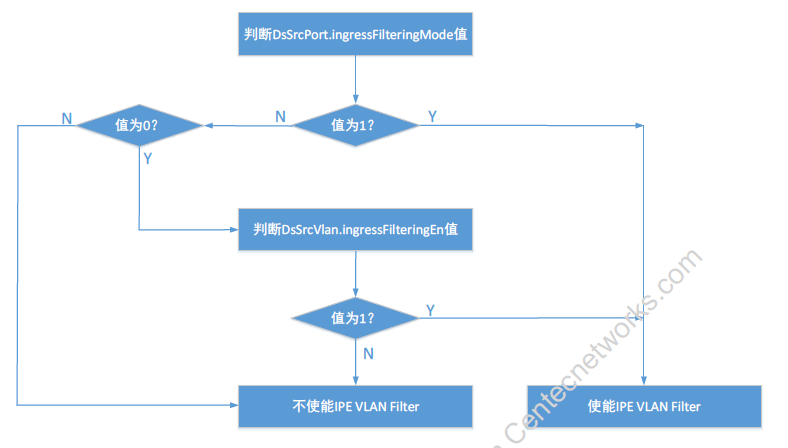 判断DsSrcPort.ingressFilteringMode值
N
值为0?
N
值为1?
Y
Y
判断DsSrcVlan.ingressFilteringEn值
值为1?
Y
N
不使能IPE VLAN Filter
使能IPE VLAN Filter
Centecnetworks.com